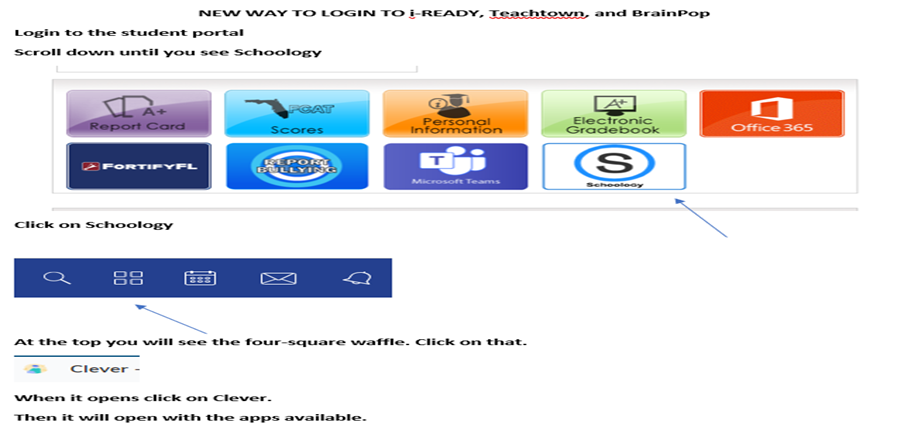 NEW WAY TO LOGIN TO i-READY, Teachtown, and BrainPop
Login to the student portal
Scroll down until you see Schoology
A+
Report Card
FCAT
Scores
Personal
Information
A+
Electronic
Gradebook
Office 365
FORTIFYFL
REPORT
BULLYING
T
Microsoft Teams
S
Schoology
Click on Schoology
At the top you will see the four-square waffle. Click on that.
Clever -
When it opens click on Clever.
Then it will open with the apps available.